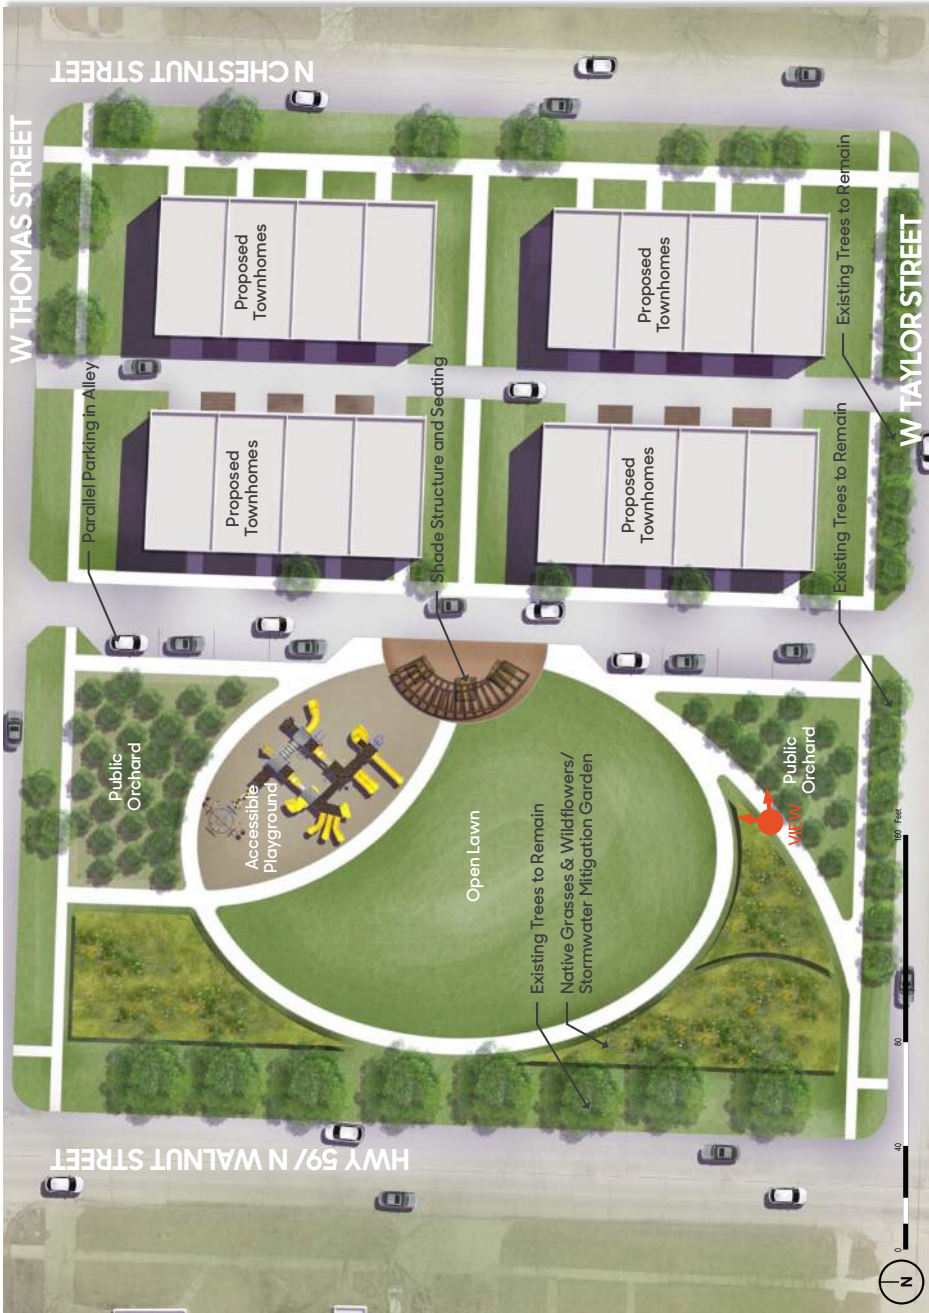 N CHESTNUT STREET
W THOMAS STREET
W TAYLOR STREET
HWY 59/ N WALNUT STREET
Parallel Parking in Alley
Proposed
Townhomes
Proposed
Townhomes
Proposed
Townhomes
Proposed
Townhomes
Shade Structure and Seating
Existing Trees to Remain
Existing Trees to Remain
Public
Orchard
Accessible
Playground
Open Lawn
Public
Orchard
VIEW
Existing Trees to Remain
Native Grasses & Wildflowers/
Stormwater Mitigation Garden
0 40 80 160 Feet
N